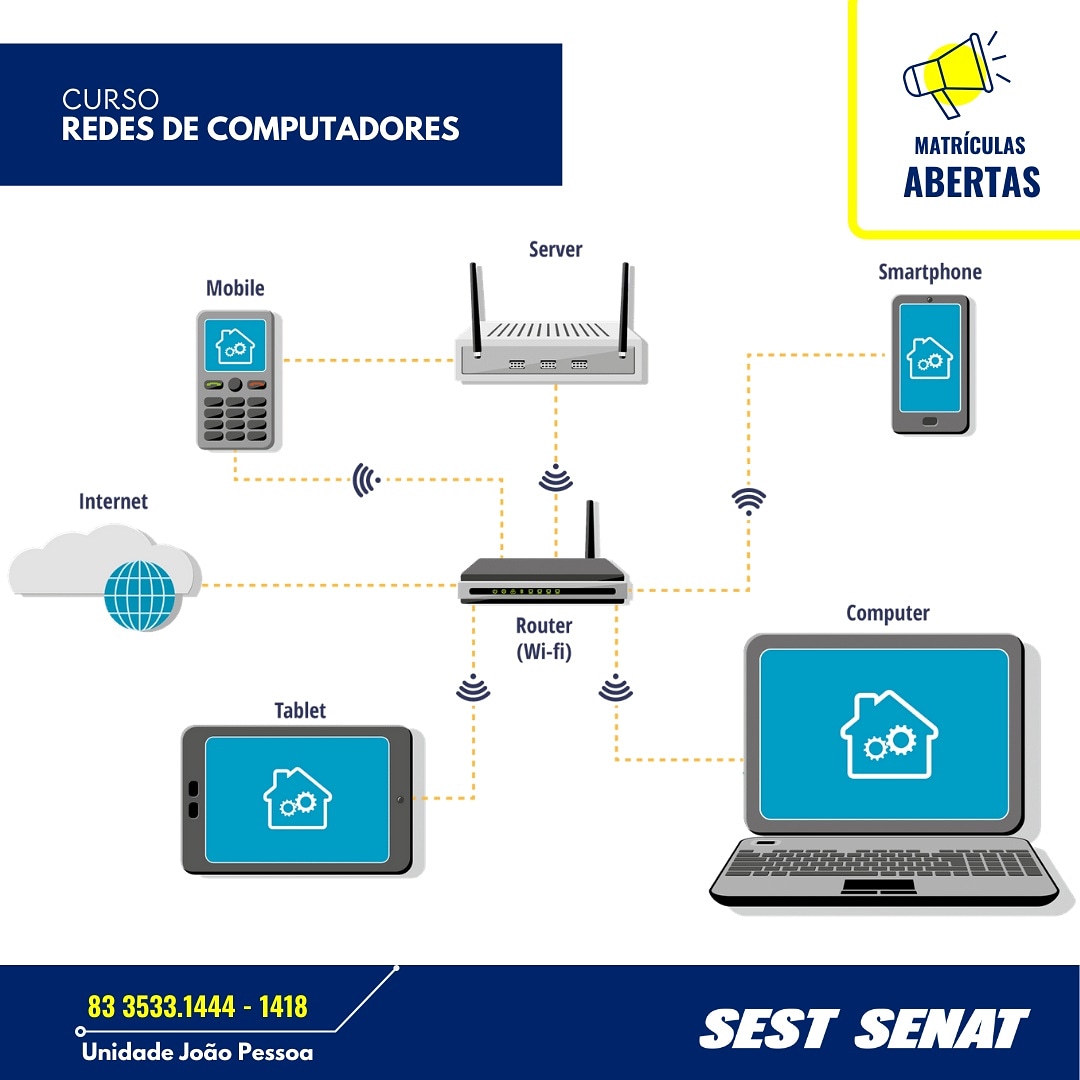 CURSO
REDES DE COMPUTADORES
MATRÍCULAS
ABERTAS
Server
Smartphone
Mobile
Internet
Computer
Router
(Wi-fi)
Tablet
83 3533.1444 - 1418
Unidade João Pessoa
SEST SENAT